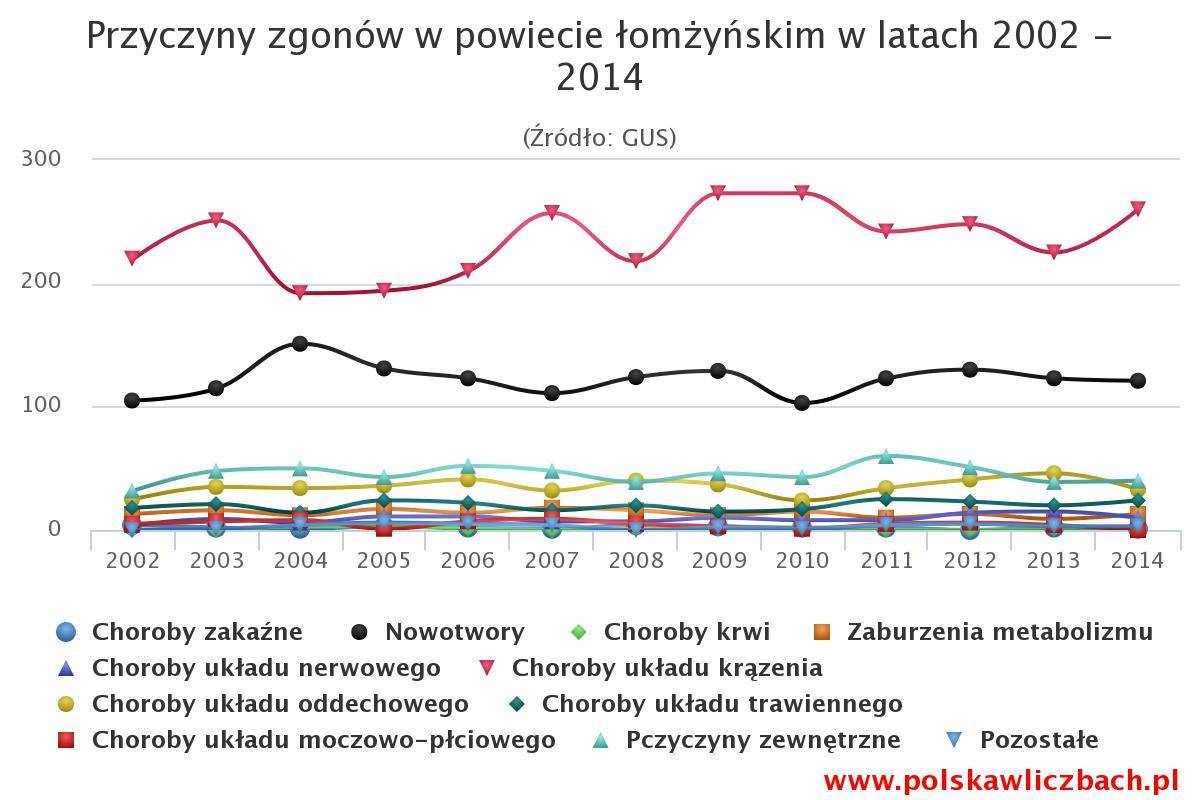 Przyczyny zgonów w powiecie łomżyńskim w latach 2002 –
2014
(Źródło: GUS)
300
200
100
0
2002 2003 2004 2005 2006 2007 2008 2009 2010 2011 2012 2013 2014
Choroby zakaźne Nowotwory Choroby krwi Zaburzenia metabolizmu
Choroby układu nerwowego Choroby układu krązenia
Choroby układu oddechowego Choroby układu trawiennego
Choroby układu moczowo-płciowego Pczyczyny zewnętrzne Pozostałe
www.polskawliczbach.pl